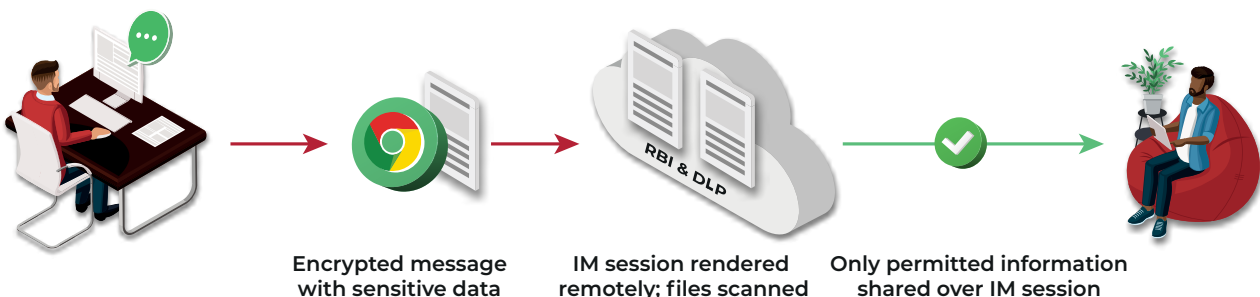 RBI & DLP
Encrypted message
with sensitive data
IM session rendered
remotely; files scanned
Only permitted information
shared over IM session